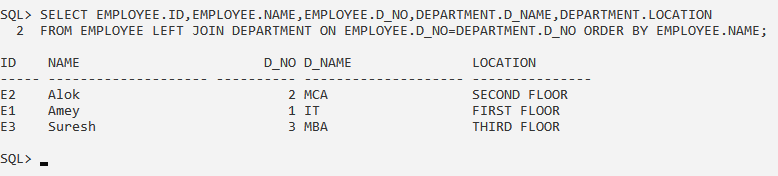 SQL> SELECT EMPLOYEE.ID,EMPLOYEE.NAME,EMPLOYEE.D_NO,DEPARTMENT.D_NAME,DEPARTMENT.LOCATION
  2  FROM EMPLOYEE LEFT JOIN DEPARTMENT ON EMPLOYEE.D_NO=DEPARTMENT.D_NO ORDER BY EMPLOYEE.NAME;
ID    NAME                       D_NO D_NAME               LOCATION
----- -------------------- ---------- -------------------- ---------------
E2    Alok                          2 MCA                  SECOND FLOOR
E1    Amey                          1 IT                   FIRST FLOOR
E3    Suresh                        3 MBA                  THIRD FLOOR
SQL>